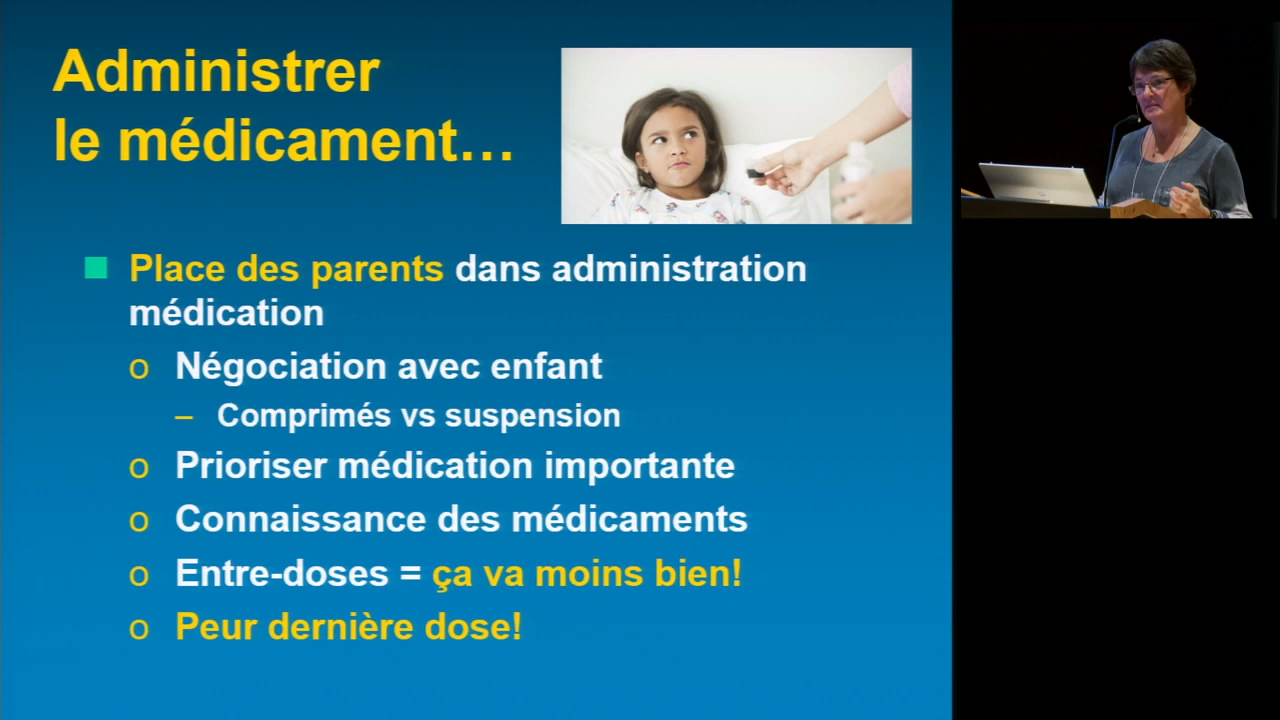 Administrer
le médicament…
Place des parents dans administration
médication
o Négociation avec enfant
– Comprimés vs suspension
o Prioriser médication importante
o Connaissance des médicaments
o Entre-doses = ça va moins bien!
o Peur dernière dose!